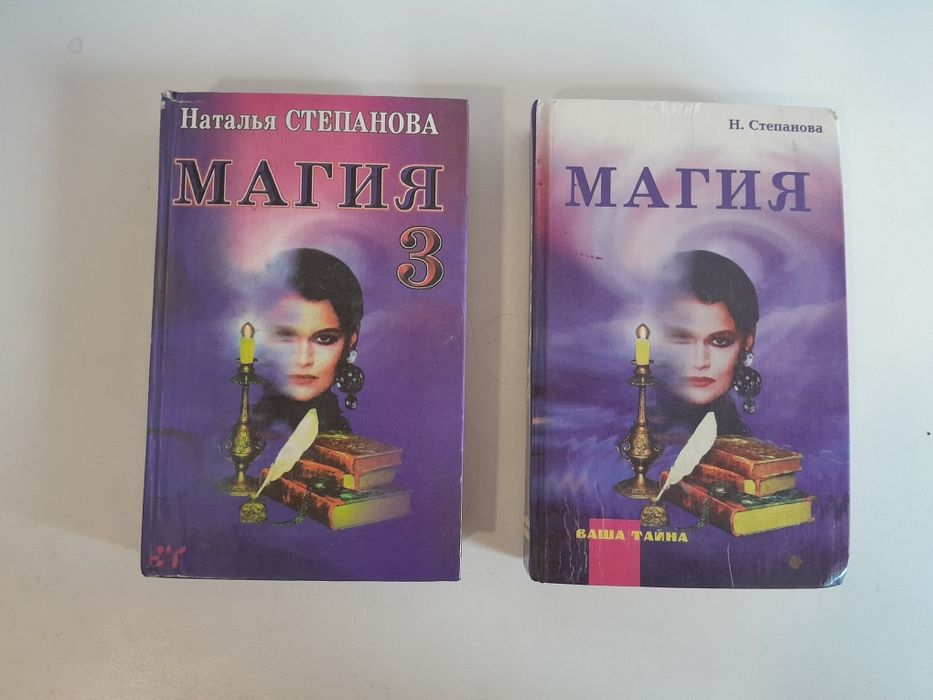 Наталья СТЕПАНОВА
МАГИЯ
3
Н. Степанова
МАГИЯ
ВАША ТАЙНА